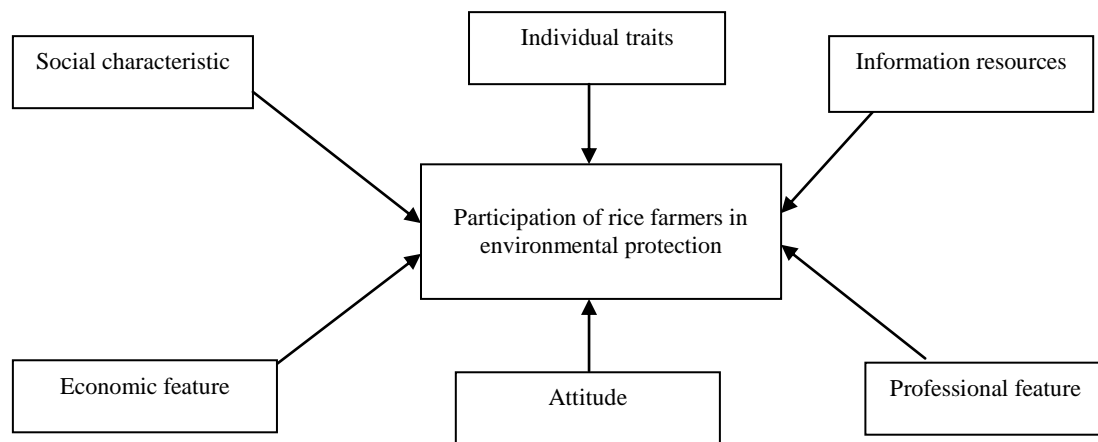 Individual traits
Social characteristic
Information resources
Participation of rice farmers in
environmental protection
Economic feature
Attitude
Professional feature